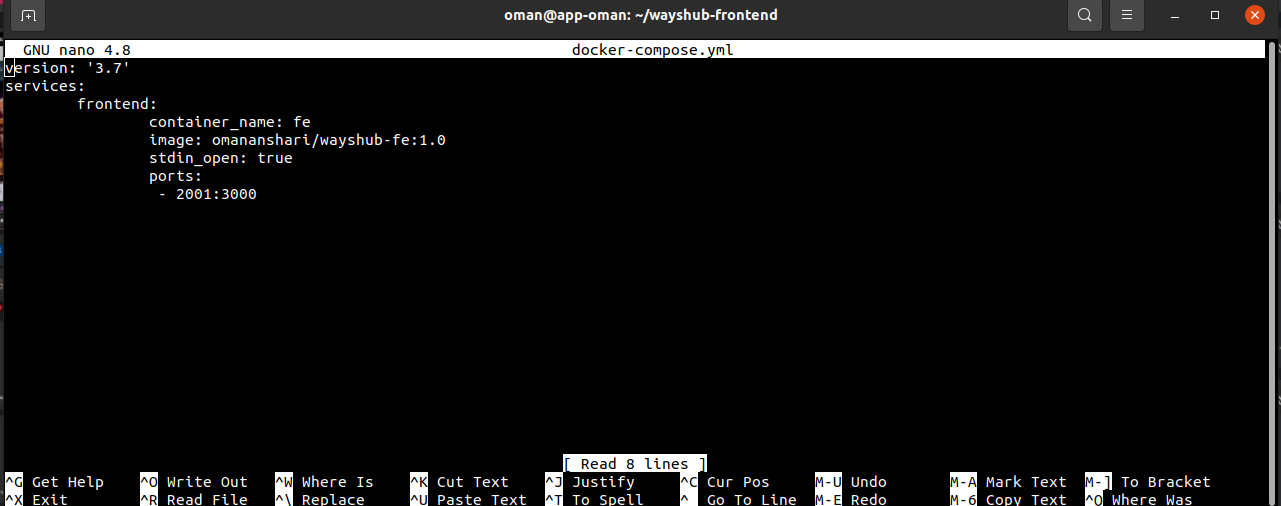 oman@app-oman: ~/wayshub-frontend
GNU nano 4.8 docker-compose.yml
version: '3.7'
services:
        frontend:
                container_name: fe
                image: omananshari/wayshub-fe:1.0
                stdin_open: true
                ports:
                 - 2001:3000
[ Read 8 lines ]
^G Get Help ^O Write Out ^W Where Is ^K Cut Text ^J Justify ^C Cur Pos M-U Undo M-A Mark Text M-] To Bracket
^X Exit ^R Read File ^\ Replace ^U Paste Text ^T To Spell ^_ Go To Line M-E Redo M-6 Copy Text ^Q Where Was